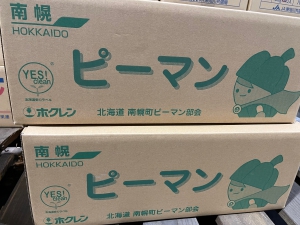 南幌
HOKKAIDO
YES!
clean
ホクレン
ピーマン
北海道 南幌町ピーマン部会
南幌
HOKKAIDO
YES!
clean
ホクレン
ピーマン
北海道 南幌町ピーマン部会